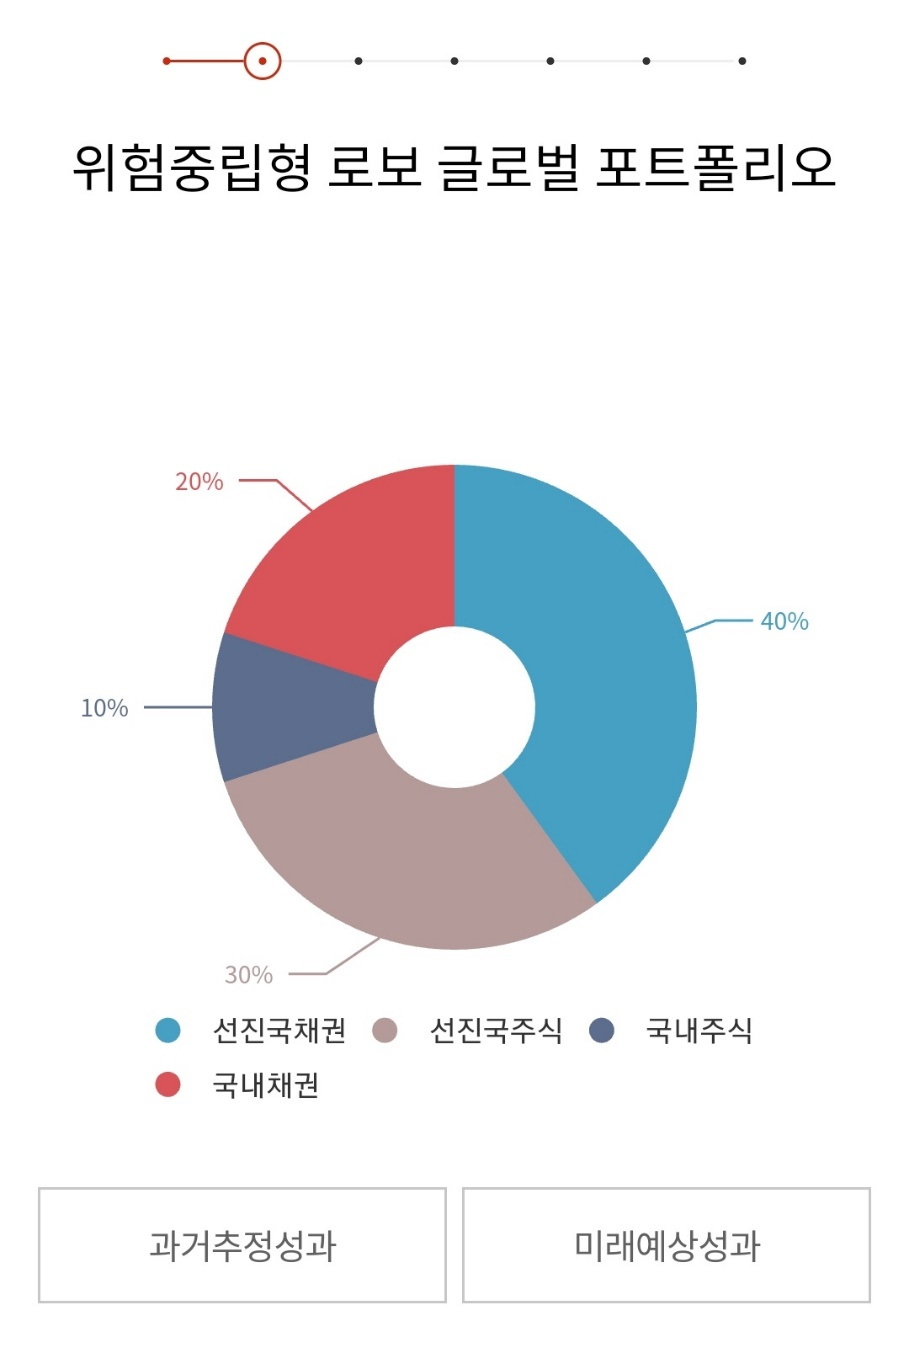 위험중립형 로보 글로벌 포트폴리오
20%
40%
10%
30%
선진국채권 선진국주식 국내주식
국내채권
과거추정성과 미래예상성과